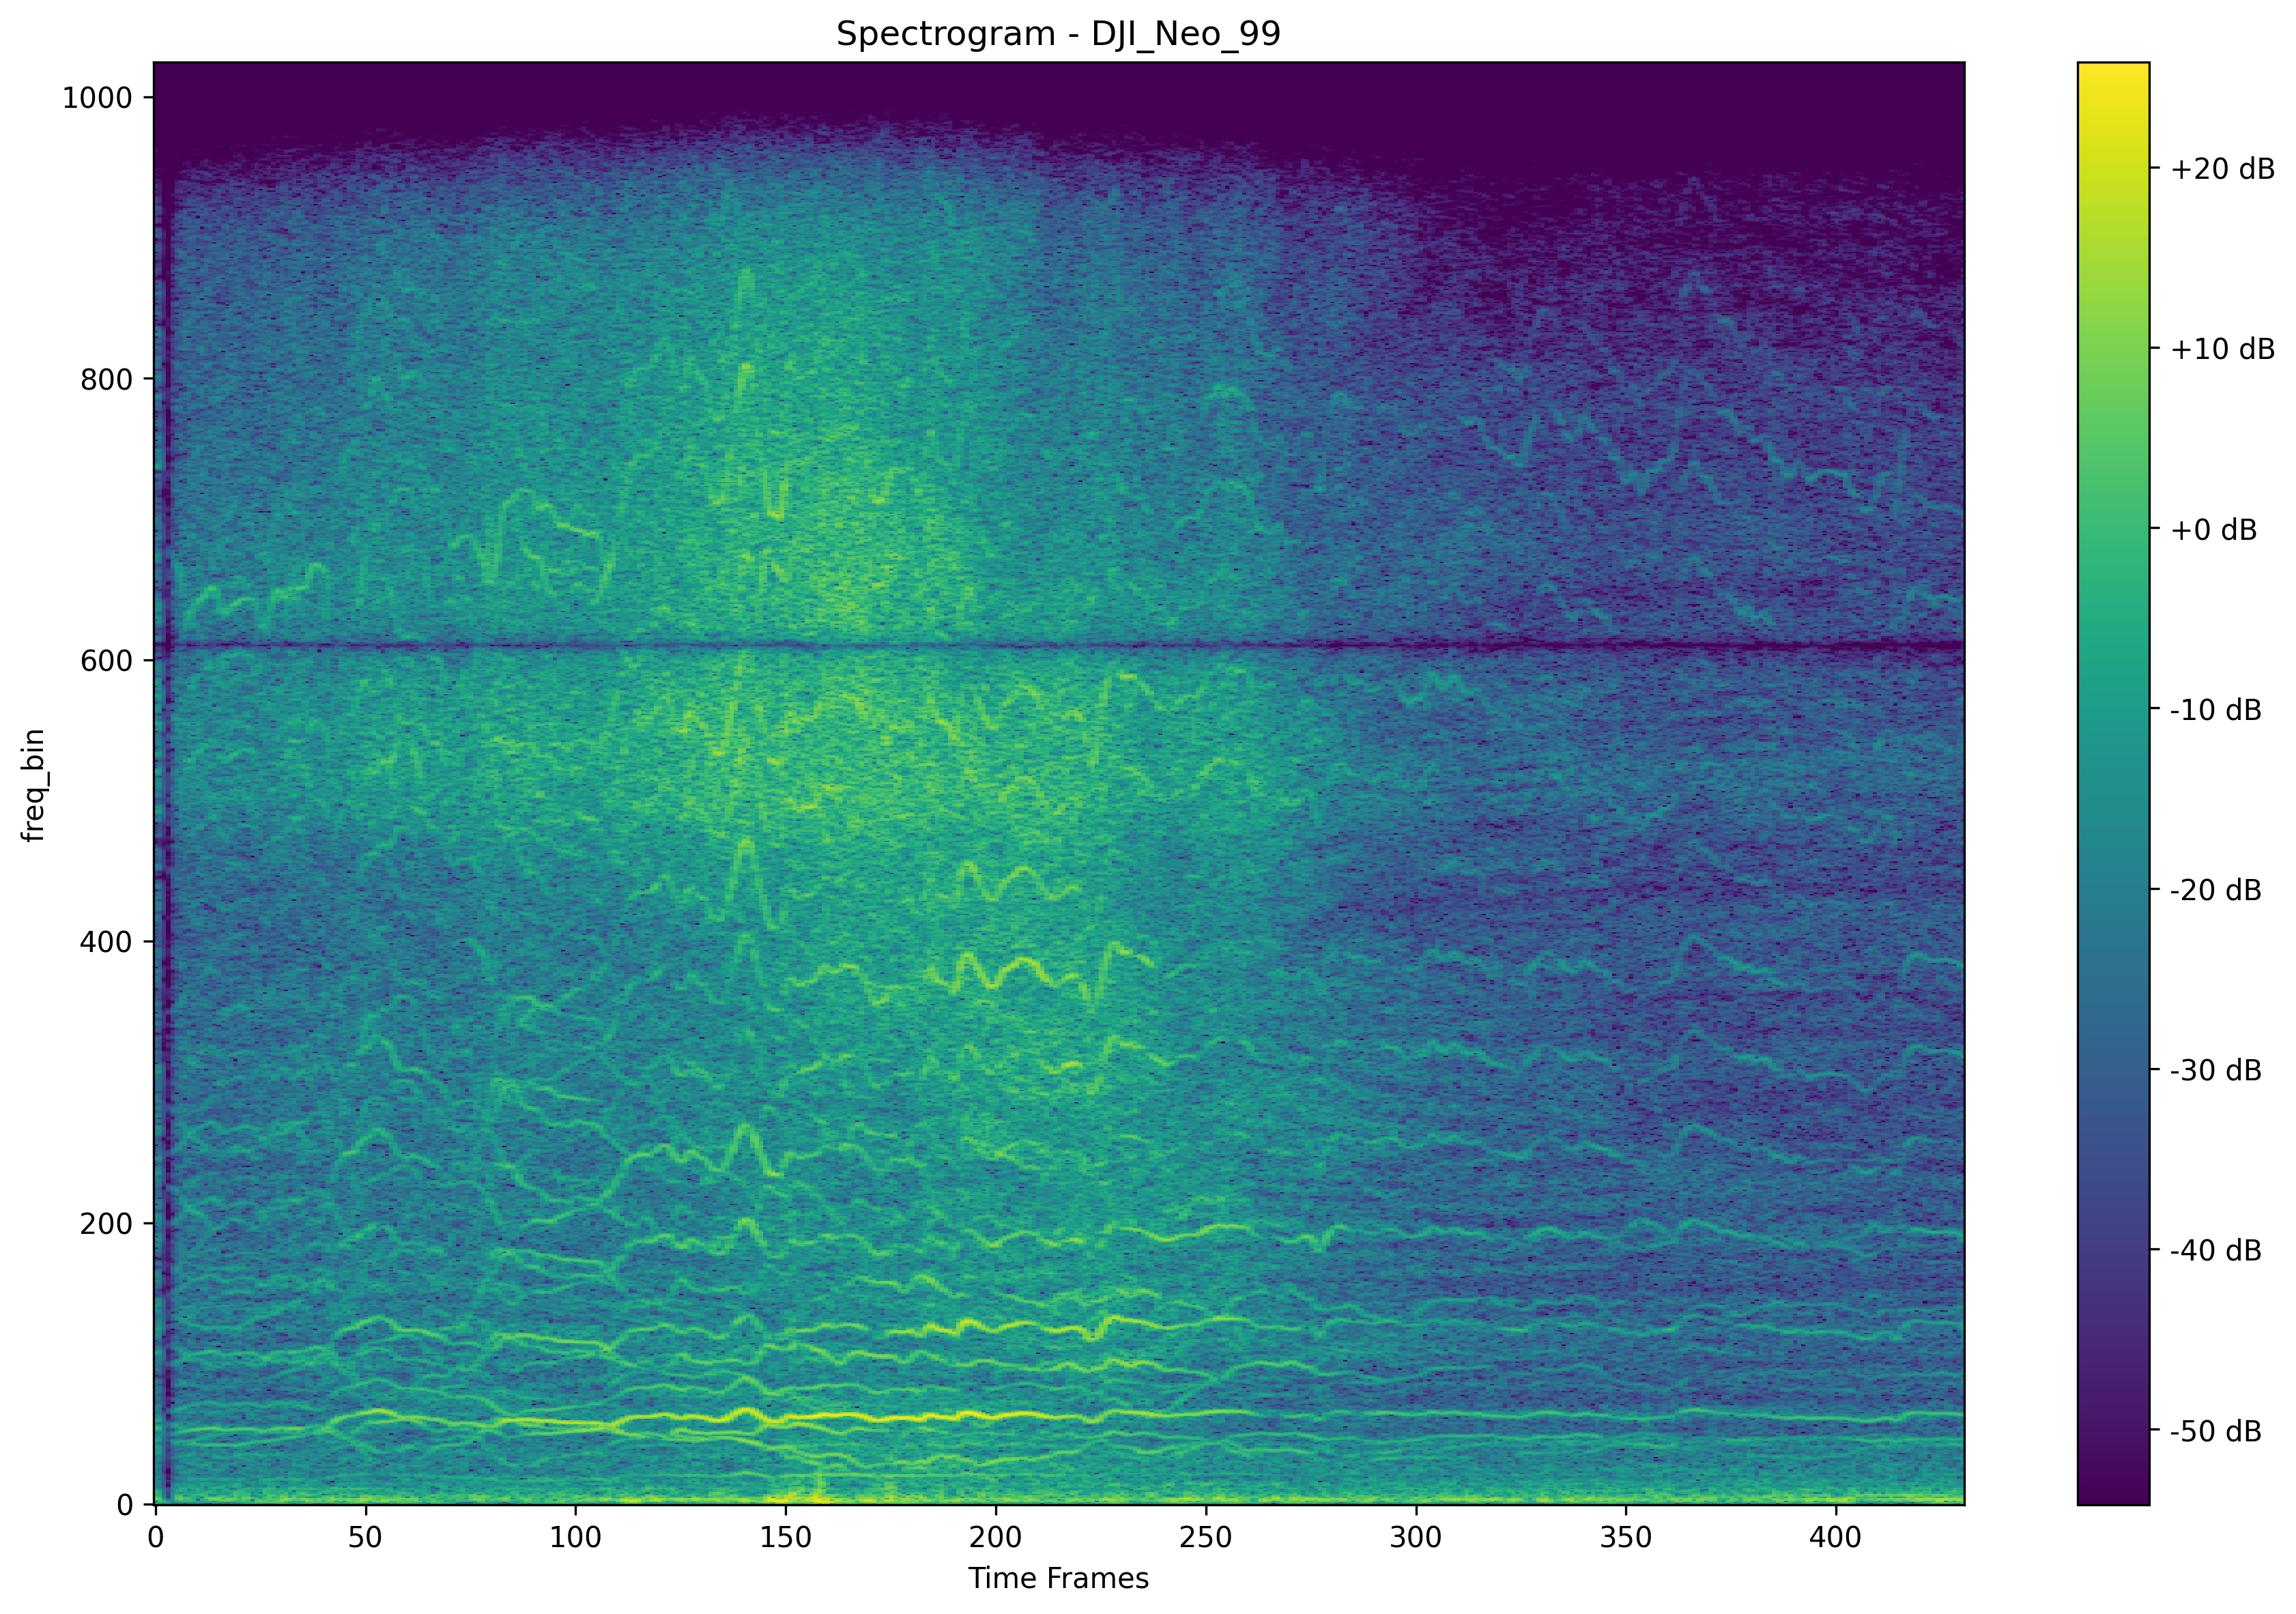 Spectrogram - DJI_Neo_99
1000
800
600
400
200
0
freq_bin
0 50 100 150 200 250 300 350 400
Time Frames
+20 dB
+10 dB
+0 dB
-10 dB
-20 dB
-30 dB
-40 dB
-50 dB